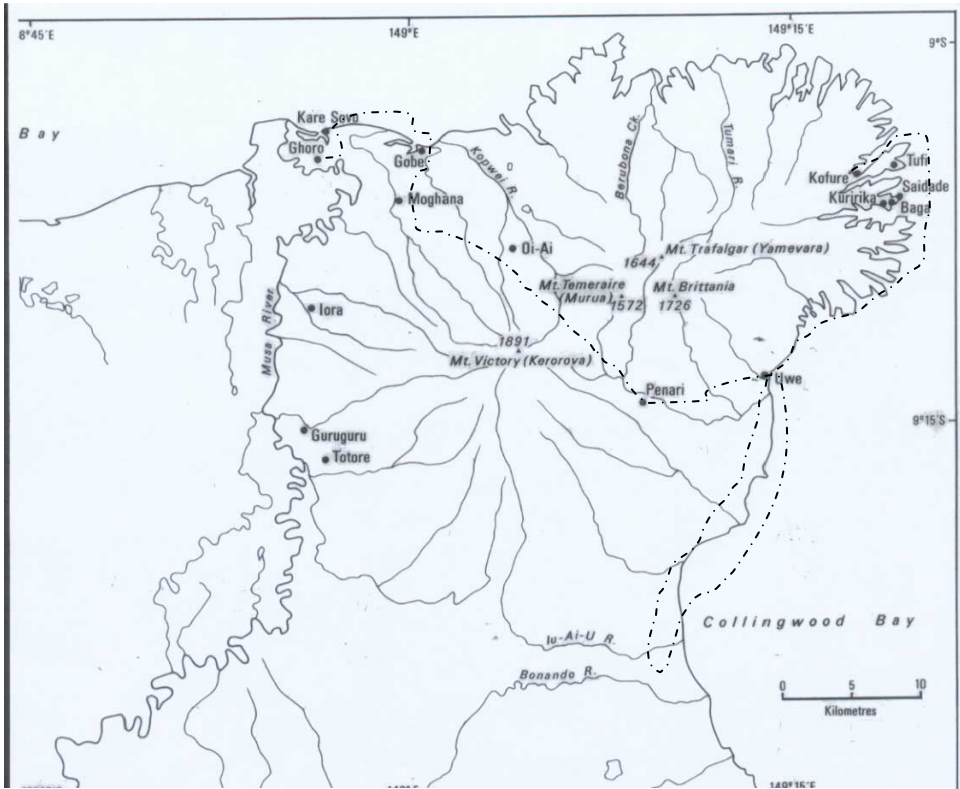 8°45'E
149°E
149°15'E
9°S
Bay
Kare Sovo
Ghoro
Gobe
Kopwei R.
Berubona Ck.
Tumari R.
Tufi
Kofure
Saidade
Kuririka
Baga
Moghana
Oi-Ai
Mt. Trafalgar (Yamevara)
1644
Mt. Temeraire
(Murua)
1572
Mt. Brittania
1726
Musa River
Iora
1891
Mt. Victory (Kerorova)
Uwe
Penari
9°15'S
Guruguru
Totore
Collingwood Bay
Iu-Ai-U R.
Bonando R.
0 5 10
Kilometres
149°15'E